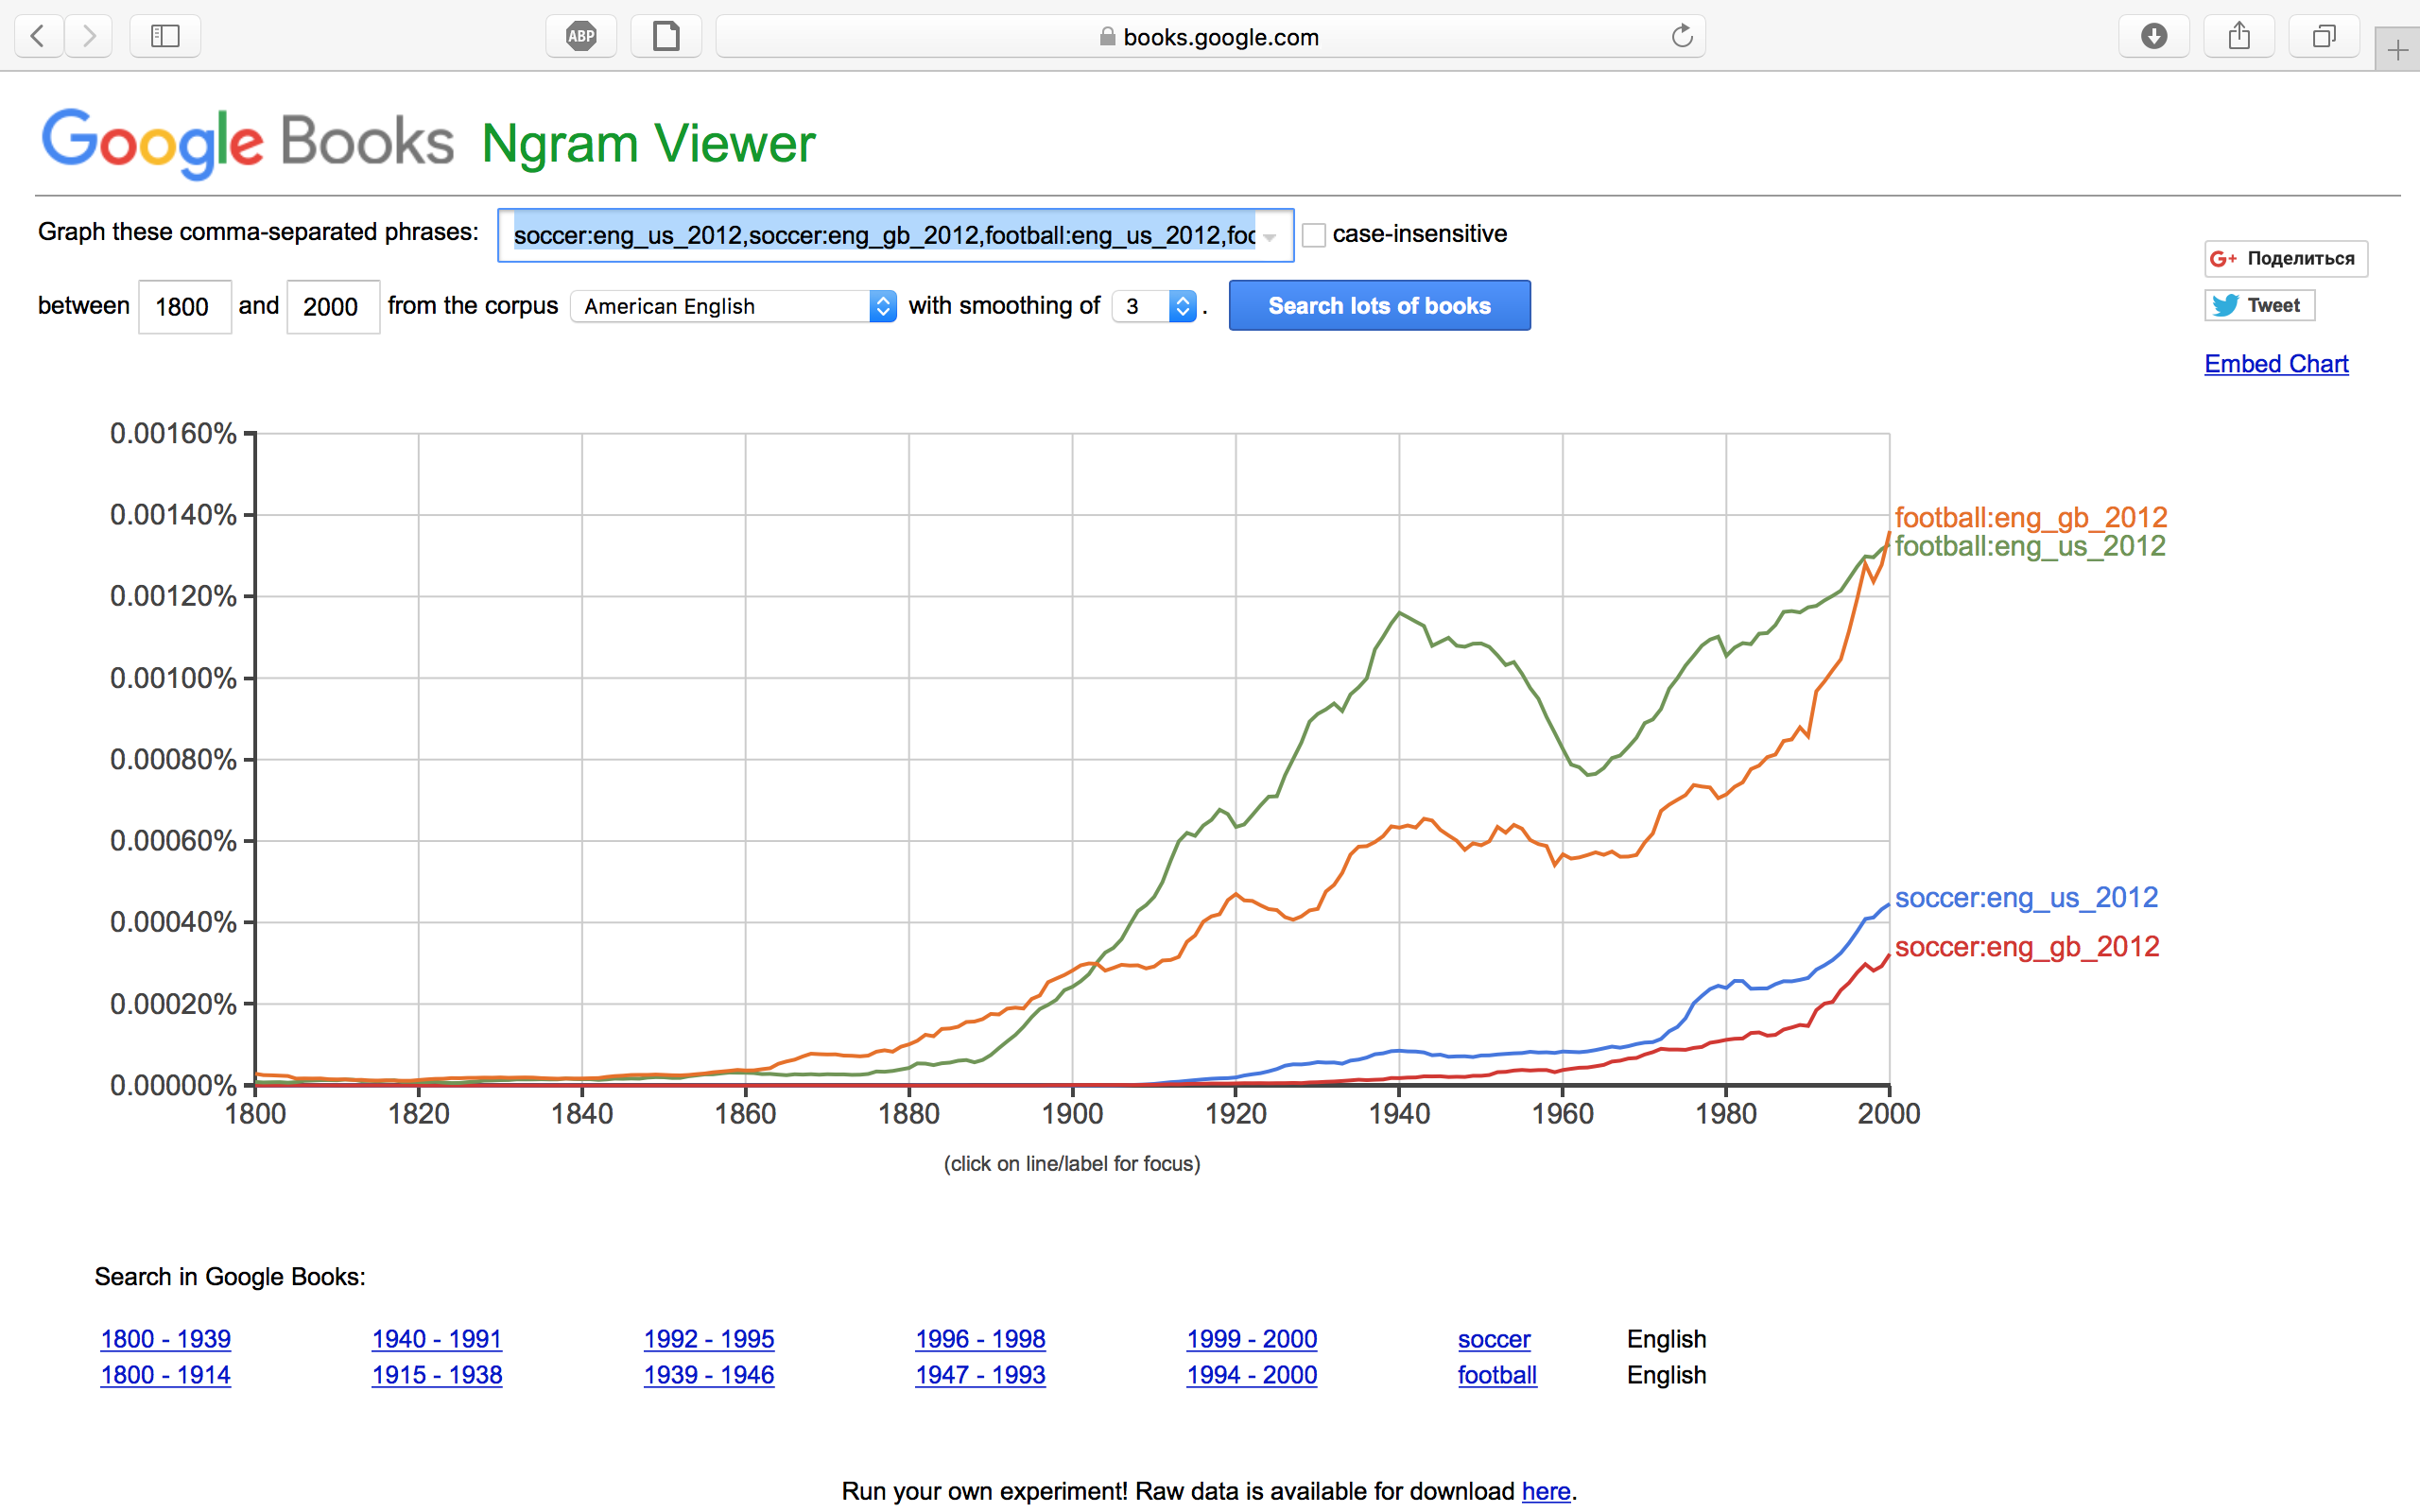 ABP
books.google.com
Google Books Ngram Viewer
Graph these comma-separated phrases: soccer:eng_us_2012,soccer:eng_gb_2012,football:eng_us_2012,foo case-insensitive
between 1800 and 2000 from the corpus American English with smoothing of 3 . Search lots of books
G+ Поделиться
Tweet
Embed Chart
0.00160%
0.00140%
0.00120%
0.00100%
0.00080%
0.00060%
0.00040%
0.00020%
0.00000%
football:eng_gb_2012
football:eng_us_2012
soccer:eng_us_2012
soccer:eng_gb_2012
1800 1820 1840 1860 1880 1900 1920 1940 1960 1980 2000
(click on line/label for focus)
Search in Google Books:
1800 - 1939 1940 - 1991 1992 - 1995 1996 - 1998 1999 - 2000 soccer English
1800 - 1914 1915 - 1938 1939 - 1946 1947 - 1993 1994 - 2000 football English
Run your own experiment! Raw data is available for download here.